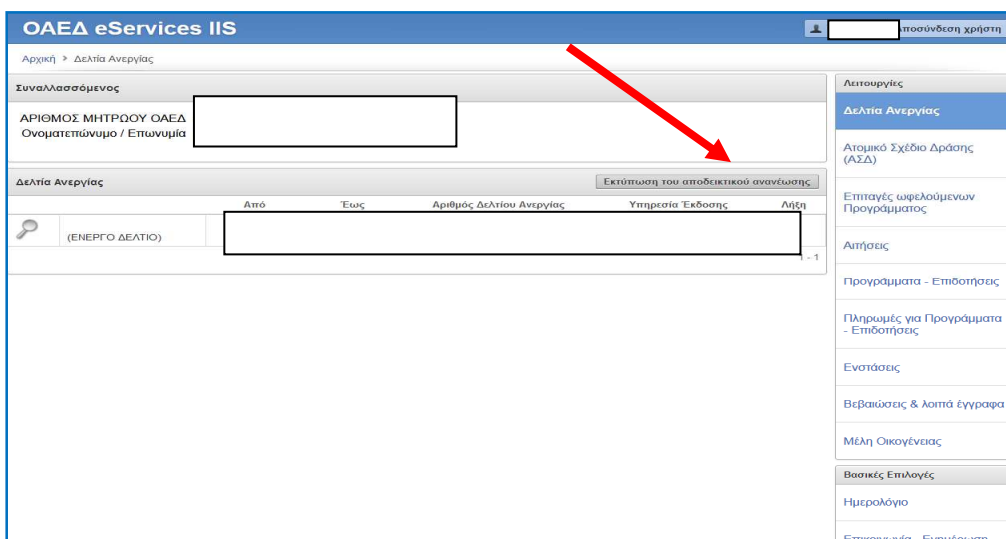 ΟΑΕΔ eServices IIS
ποσύνδεση χρήστη
Αρχική > Δελτία Ανεργίας
Συναλλασσόμενος
ΑΡΙΘΜΟΣ ΜΗΤΡΩΟΥ ΟΑΕΔ
Ονοματεπώνυμο / Επωνυμία
Δελτία Ανεργίας
Εκτύπωση του αποδεικτικού ανανέωσης
Από Έως Αριθμός Δελτίου Ανεργίας Υπηρεσία Έκδοσης Λήξη
(ΕΝΕΡΓΟ ΔΕΛΤΙΟ)
1 - 1
Λειτουργίες
Δελτία Ανεργίας
Ατομικό Σχέδιο Δράσης
(ΑΣΔ)
Επιταγές ωφελούμενων
Προγράμματος
Αιτήσεις
Προγράμματα - Επιδοτήσεις
Πληρωμές για Προγράμματα
- Επιδοτήσεις
Ενστάσεις
Βεβαιώσεις & λοιπά έγγραφα
Μέλη Οικογένειας
Βασικές Επιλογές
Ημερολόγιο
Επικοινωνία - Ενημέρωση